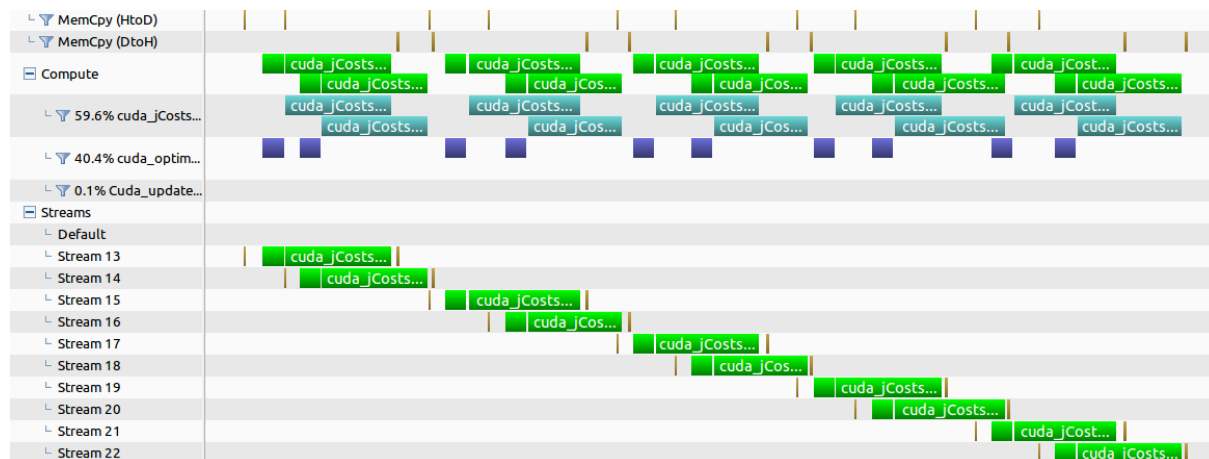 MemCpy (HtoD)
MemCpy (DtoH)
Compute
cuda_jCosts... cuda_jCosts... cuda_jCosts... cuda_jCosts... cuda_jCosts...
cuda_jCosts... cuda_jCosts... cuda_jCosts... cuda_jCosts... cuda_jCosts...
59.6% cuda_jCosts...
cuda_jCosts... cuda_jCosts... cuda_jCosts... cuda_jCosts... cuda_jCosts...
cuda_jCosts... cuda_jCos... cuda_jCosts... cuda_jCosts... cuda_jCosts...
40.4% cuda_optim...
0.1% Cuda_update...
Streams
Default
Stream 13 cuda_jCosts...
Stream 14 cuda_jCosts...
Stream 15 cuda_jCosts...
Stream 16 cuda_jCos...
Stream 17 cuda_jCosts...
Stream 18 cuda_jCos...
Stream 19 cuda_jCosts...
Stream 20 cuda_jCosts...
Stream 21 cuda_jCost...
Stream 22 cuda_jCosts...